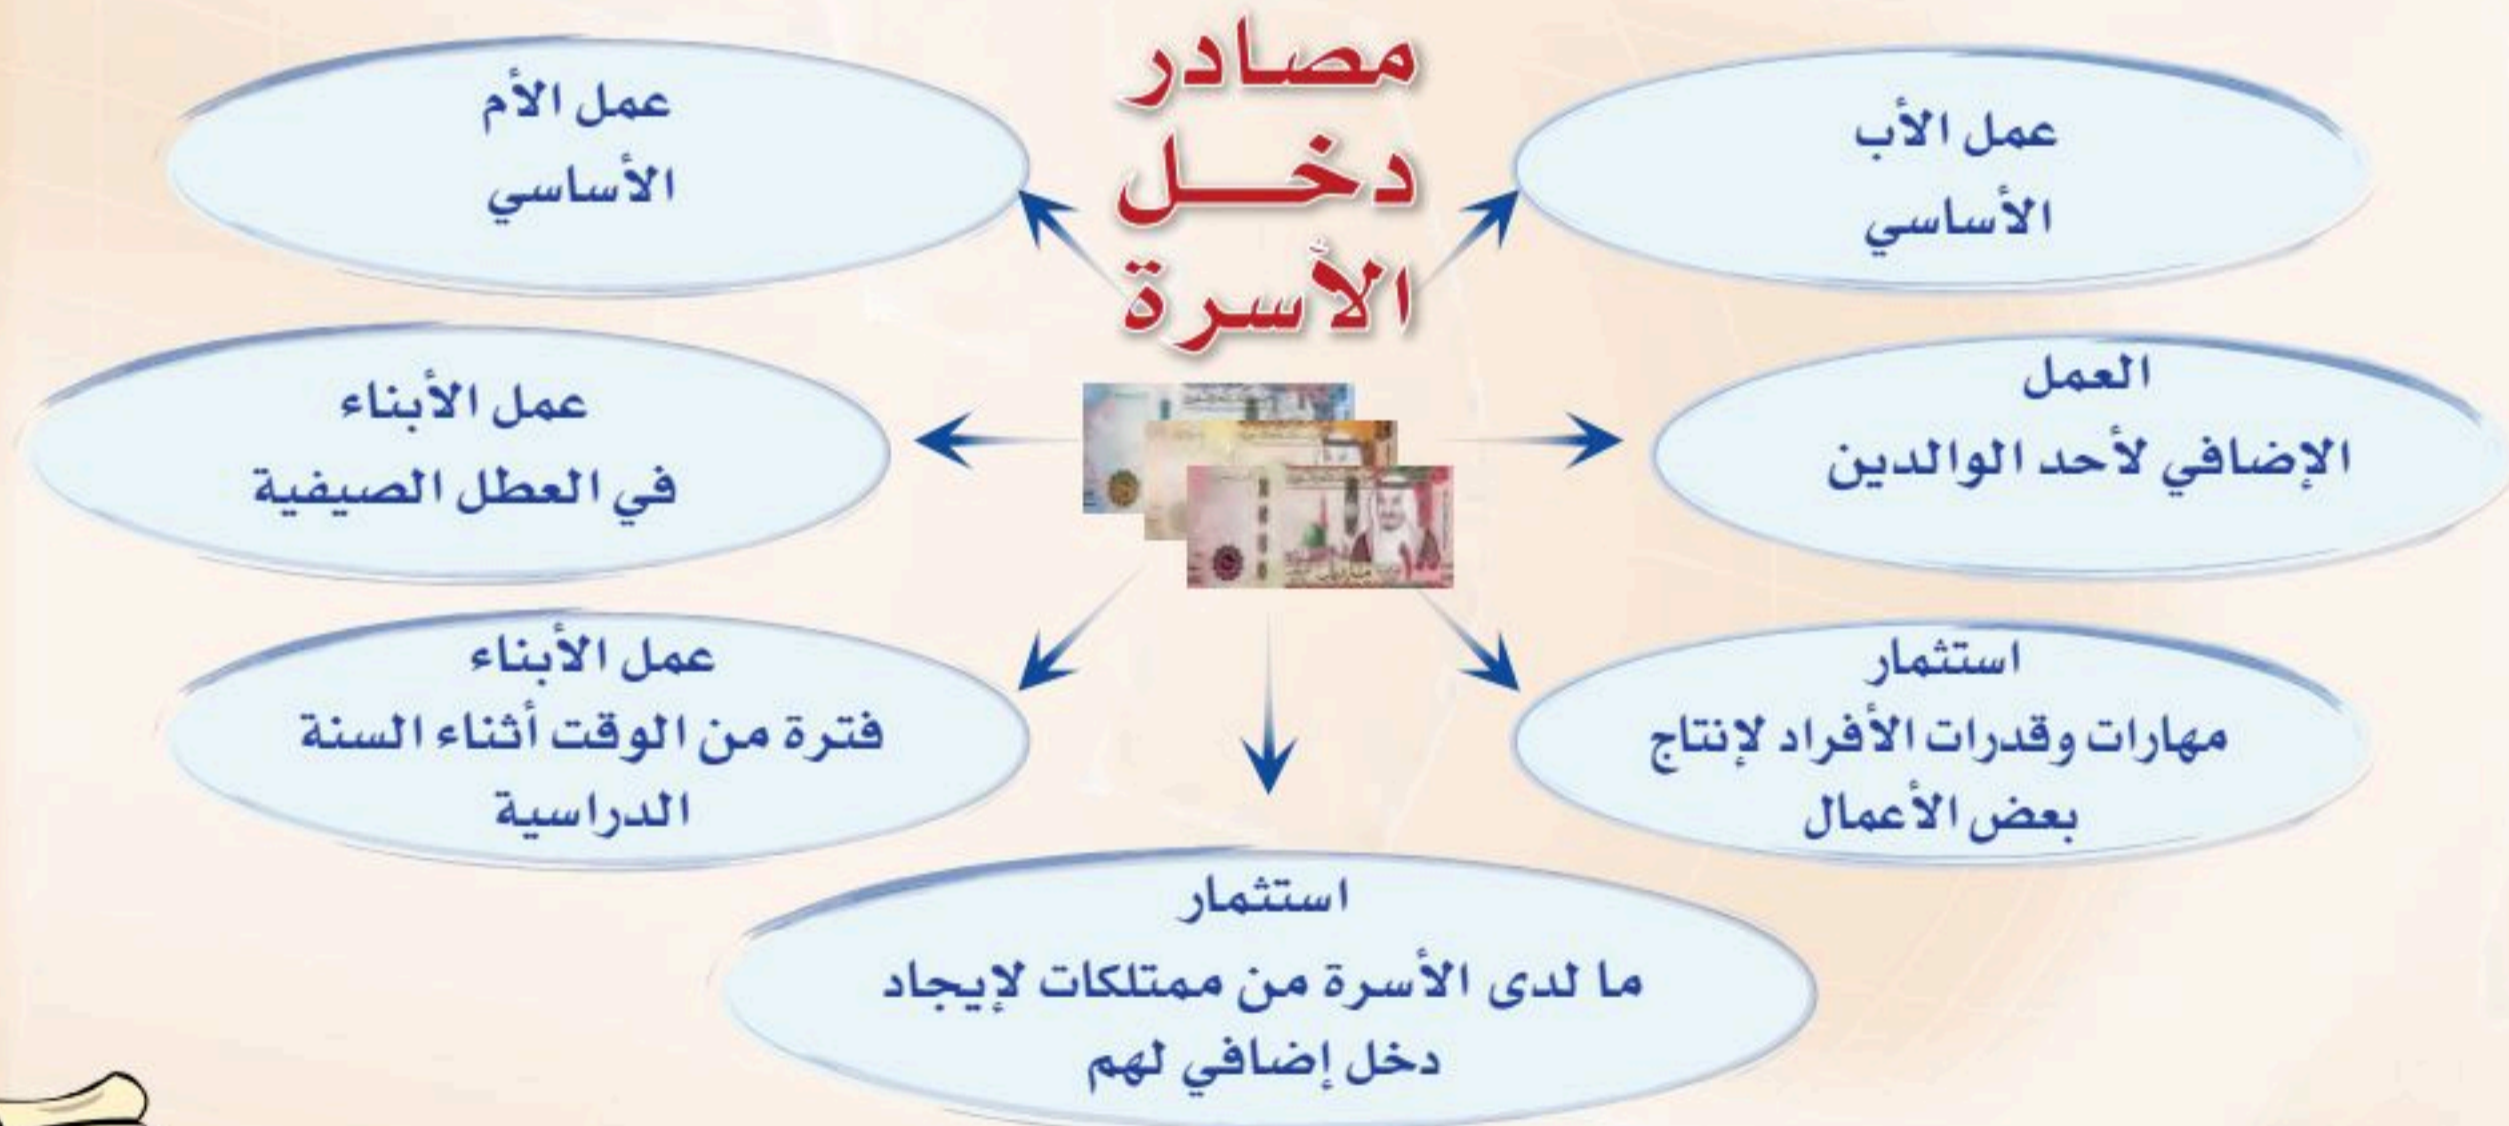 مصادر
دخل
الأسرة
عمل الأب
الأساسي
العمل
الإضافي لأحد الوالدين
استثمار
مهارات وقدرات الأفراد لإنتاج
بعض الأعمال
استثمار
ما لدى الأسرة من ممتلكات لإيجاد
دخل إضافي لهم
عمل الأبناء
فترة من الوقت أثناء السنة
الدراسية
عمل الأبناء
في العطل الصيفية
عمل الأم
الأساسي
١٠٠